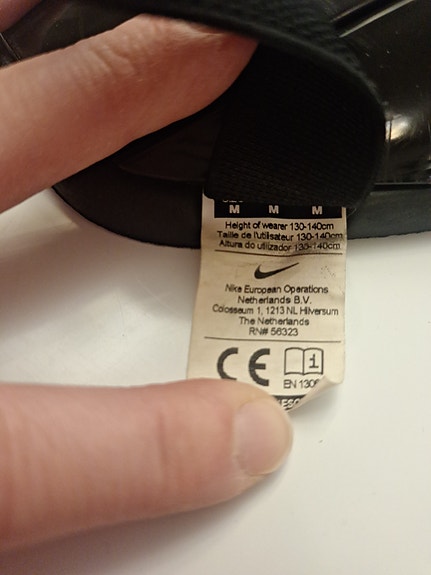 M M M
Height of wearer 130-140cm
Taille de l'utilisateur 130-140cm
Altura do utilizador 130-140cm
Nike European Operations
Netherlands B.V.
Colosseum 1, 1213 NL Hilversum
The Netherlands
RN# 56323
CE i
EN